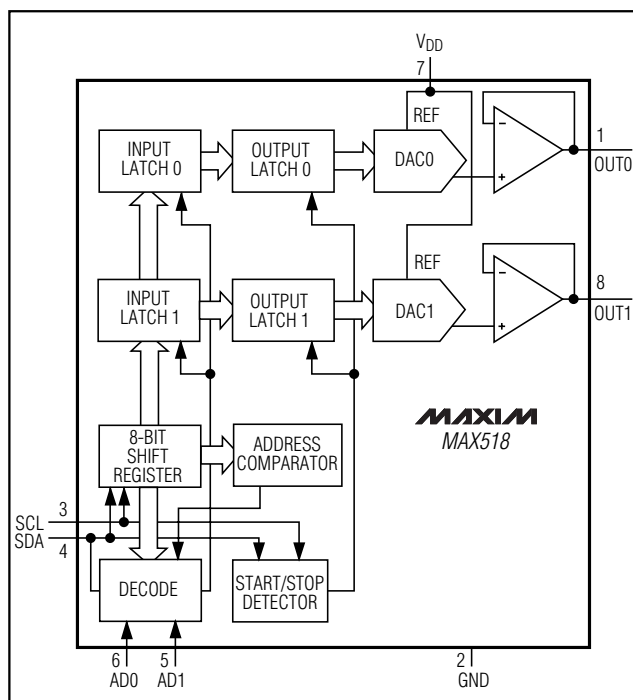 VDD
7
REF
INPUT
LATCH 0
OUTPUT
LATCH 0
DAC0
−
+
1
OUT0
REF
INPUT
LATCH 1
OUTPUT
LATCH 1
DAC1
−
+
8
OUT1
MAXIM
MAX518
8-BIT
SHIFT
REGISTER
ADDRESS
COMPARATOR
3
SCL
SDA
4
DECODE
START/STOP
DETECTOR
6
AD0
5
AD1
2
GND